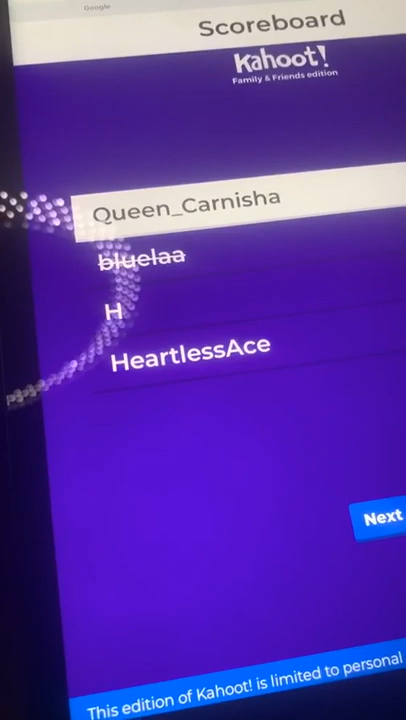 Google
Scoreboard
Kahoot!
Family & Friends edition
Queen_Carnisha
bluelaa
H
HeartlessAce
Next
This edition of Kahoot! is limited to personal